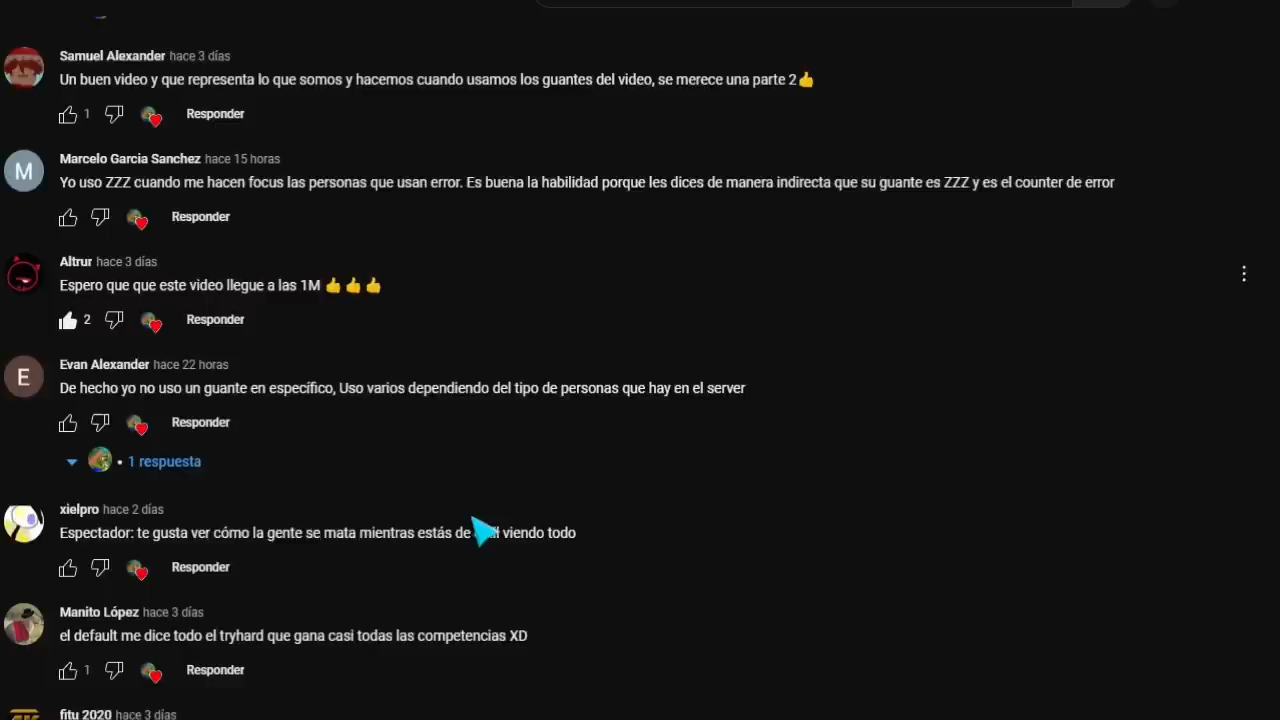 Samuel Alexander hace 3 días
Un buen video y que representa lo que somos y hacemos cuando usamos los guantes del video, se merece una parte 2👍
1 Responder
Marcelo Garcia Sanchez hace 15 horas
M
Yo uso ZZZ cuando me hacen focus las personas que usan error. Es buena la habilidad porque les dices de manera indirecta que su guante es ZZZ y es el counter de error
Responder
Altrur hace 3 días
Espero que que este video llegue a las 1M 👍👍👍
2 Responder
Evan Alexander hace 22 horas
E
De hecho yo no uso un guante en específico, Uso varios dependiendo del tipo de personas que hay en el server
Responder
• 1 respuesta
xielpro hace 2 días
Espectador: te gusta ver cómo la gente se mata mientras estás de viendo todo
Responder
Manito López hace 3 días
el default me dice todo el tryhard que gana casi todas las competencias XD
1 Responder
fitu 2020 hace 3 días